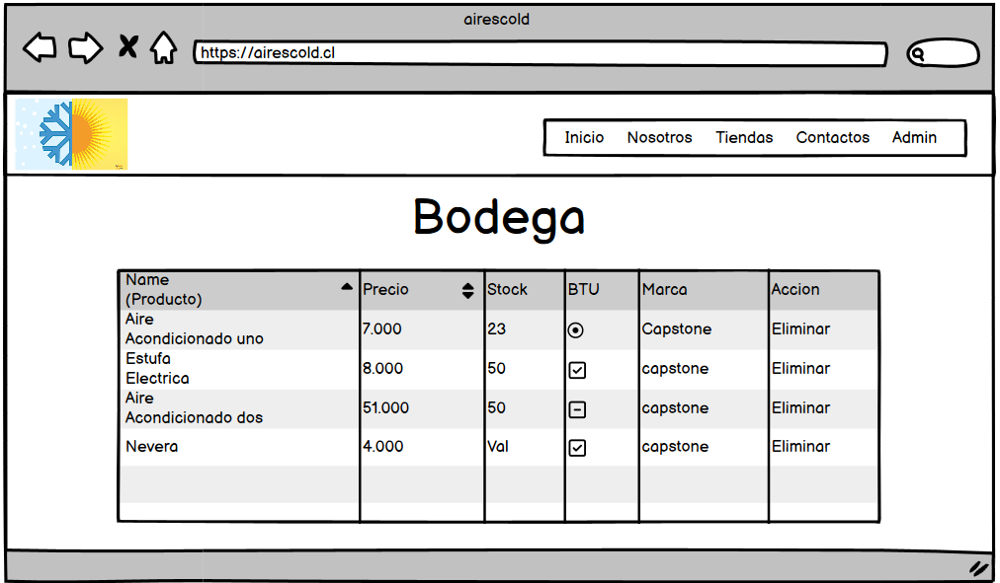 airescold
https://airescold.cl
Inicio Nosotros Tiendas Contactos Admin
Bodega
Name
(Producto) Precio Stock BTU Marca Accion
Aire
Acondicionado uno 7.000 23 Capstone Eliminar
Estufa
Electrica 8.000 50 capstone Eliminar
Aire
Acondicionado dos 51.000 50 capstone Eliminar
Nevera 4.000 Val capstone Eliminar